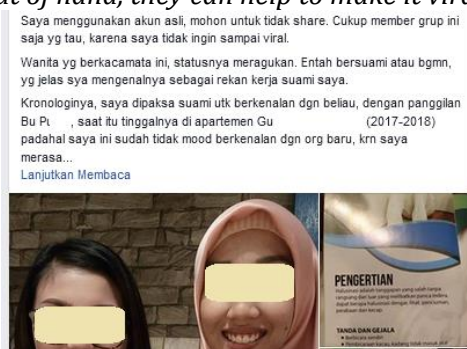 at of hand, they can help to make it vira
Saya menggunakan akun asli, mohon untuk tidak share. Cukup member grup ini
saja yg tau, karena saya tidak ingin sampai viral.
Wanita yg berkacamata ini, statusnya meragukan. Entah bersuami atau bgmn,
yg jelas sya mengenalnya sebagai rekan kerja suami saya.
Kronologinya, saya dipaksa suami utk berkenalan dgn beliau, dengan panggilan
Bu , saat itu tinggalnya di apartemen Gu (2017-2018)
padahal saya ini sudah tidak mood berkenalan dgn org baru, krn saya
merasa...
Lanjutkan Membaca
PENGERTIAN
TANDA DAN GEJALA